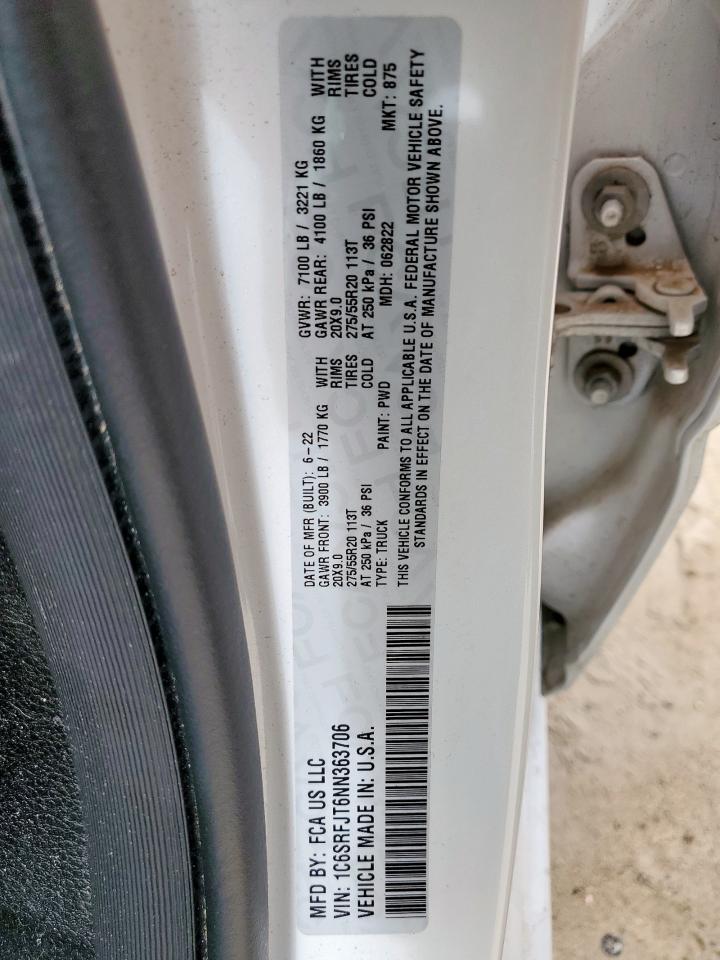 MFD BY: FCA US LLC
VIN: 1C6SRFJT6NN363706
VEHICLE MADE IN: U.S.A.
DATE OF MFR (BUILT): 6-22 GVWR: 7100 LB / 3221 KG
GAWR FRONT: 3900 LB / 1770 KG WITH GAWR REAR: 4100 LB / 1860 KG WITH
20X9.0 RIMS 20X9.0 RIMS
275/55R20 113T TIRES 275/55R20 113T TIRES
AT 250 kPa / 36 PSI COLD AT 250 kPa / 36 PSI COLD
TYPE: TRUCK PAINT: PWD MDH: 062822 MKT: 875
THIS VEHICLE CONFORMS TO ALL APPLICABLE U.S.A. FEDERAL MOTOR VEHICLE SAFETY
STANDARDS IN EFFECT ON THE DATE OF MANUFACTURE SHOWN ABOVE.